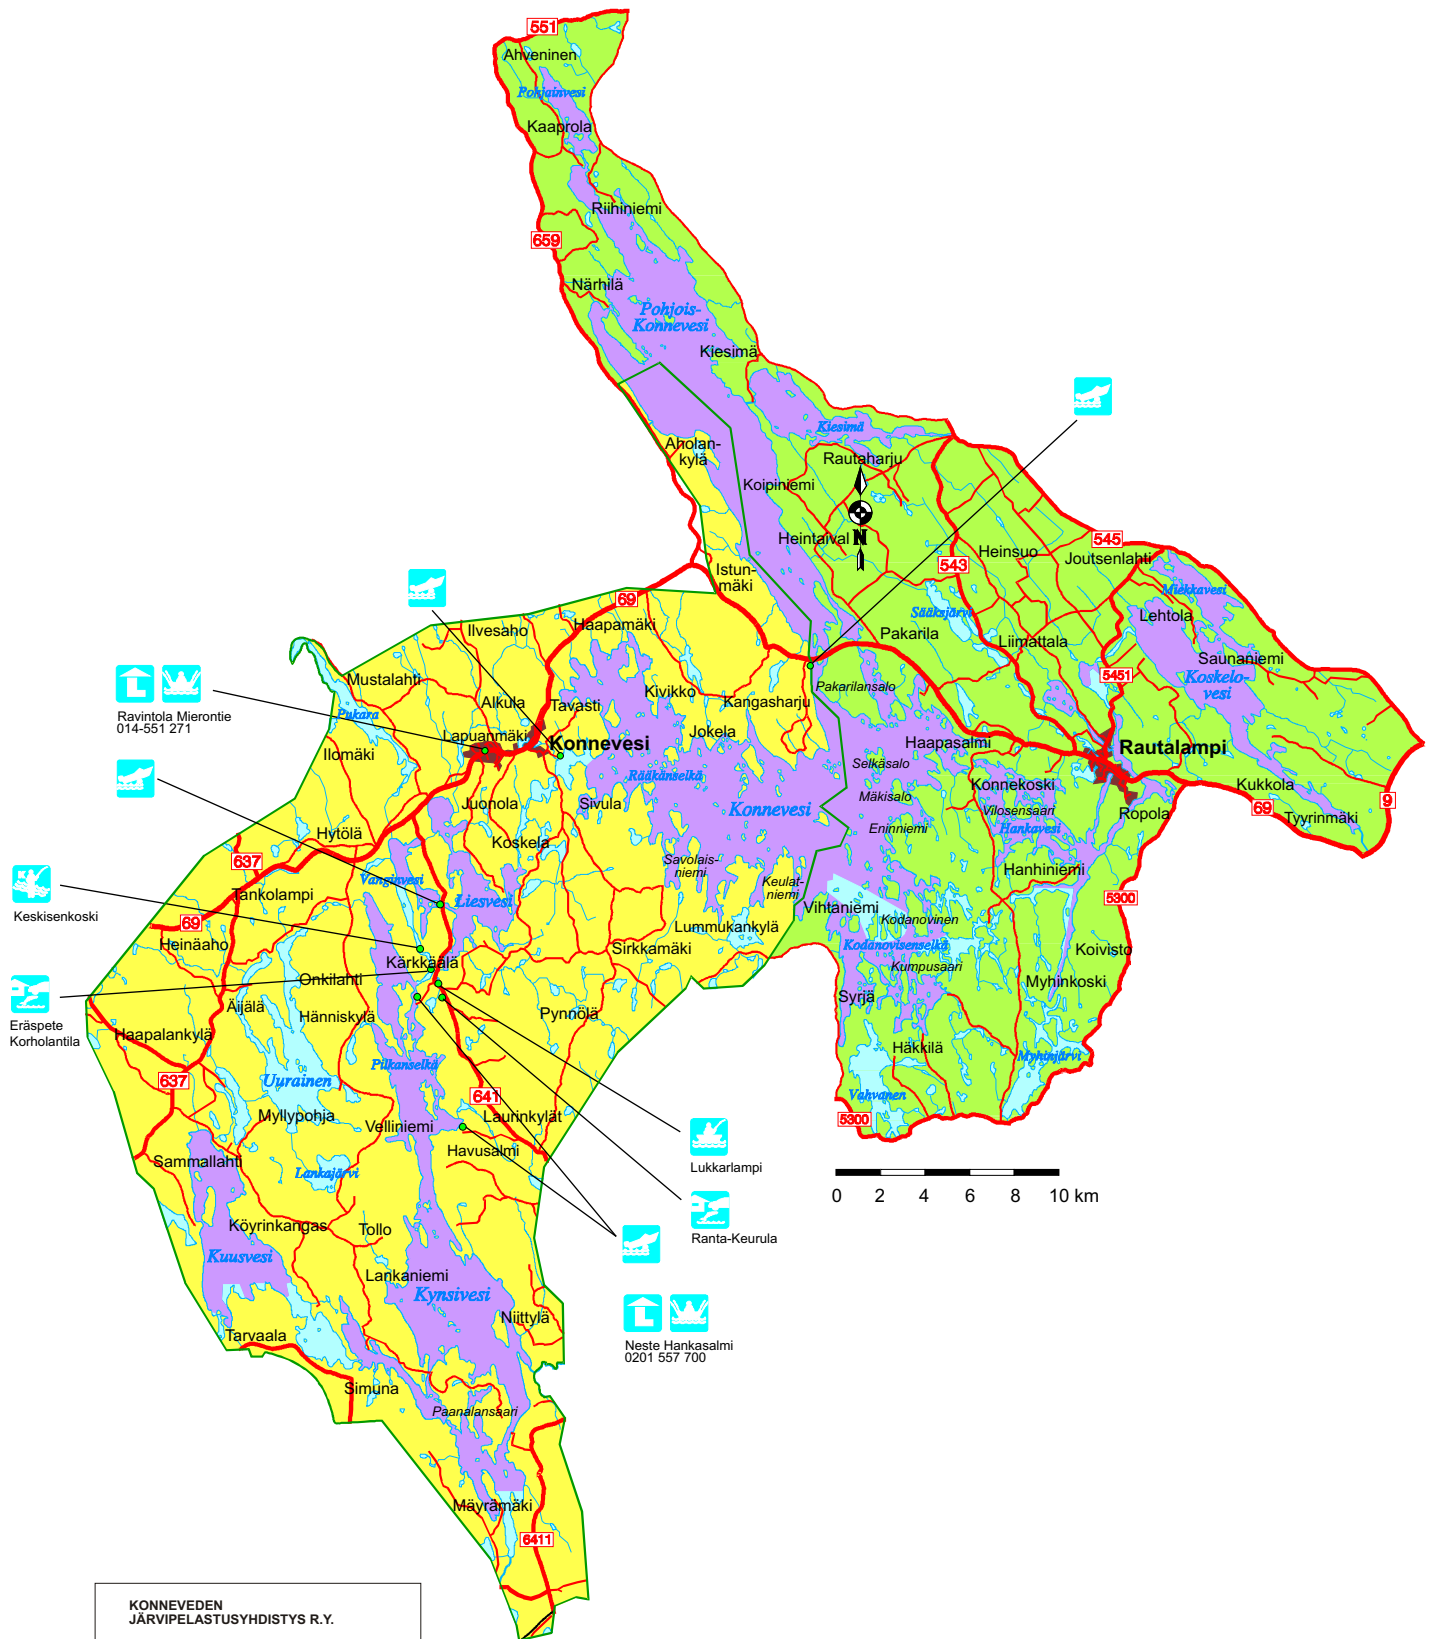 551
Ahveninen
Pohjainvesi
Kaaprola
Riihiniemi
659
Närhilä
Pohjois-
Konnevesi
Kiesimä
Kiesimä
Aholan-
kylä
Rautaharju
Koipiniemi
Heintaival
N
545
Heinsuo
Joutsenlahti
543
Istun-
mäki
Miekkavesi
69
Sääksjärvi
Lehtola
Haapamäki
Ilvesaho
Pakarila
Liimattala
Saunaniemi
Koskelo-
vesi
5451
Mustalahti
Pakarilansalo
Kivikko
Kangasharju
Alkula
Tavasti
Pukara
Ravintola Mierontie
014-551 271
Jokela
Lapuanmäki
Konnevesi
Haapasalmi
Rautalampi
Ilomäki
Selkäsalo
Rääkänselkä
Konnekoski
Kukkola
Juonola
Sivula
Konnevesi
Mäkisalo
Vilosensaari
Ropola
69
9
Tyyrinmäki
Hytölä
Eninniemi
Hankavesi
Koskela
637
Savolais-
niemi
Hanhiniemi
Vanginvesi
Keulat-
niemi
Tankolampi
Liesvesi
5300
Vihtaniemi
Keskisenkoski
69
Kodanovinen
Lummukankylä
Heinäaho
Kodanovisenselkä
Sirkkamäki
Koivisto
Kärkkäälä
Kumpusaari
Onkilahti
Myhinkoski
Syrjä
Äijälä
Eräspete
Korholantila
Hänniskylä
Pynnölä
Haapalankylä
Häkkilä
Myhinjärvi
Pilkanselkä
637
Uurainen
Vahvanen
641
5300
Myllypohja
Laurinkylät
Velliniemi
Havusalmi
Sammallahti
Lukkarlampi
Lankajärvi
0 2 4 6 8 10 km
Köyrinkangas
Tollo
Ranta-Keurula
Kuusvesi
Lankaniemi
Kynsivesi
Niittylä
Tarvaala
Neste Hankasalmi
0201 557 700
Simuna
Paanalansaari
Mäyrämäki
6411
KONNEVEDEN
JÄRVIPELASTUSYHDISTYS R.Y.